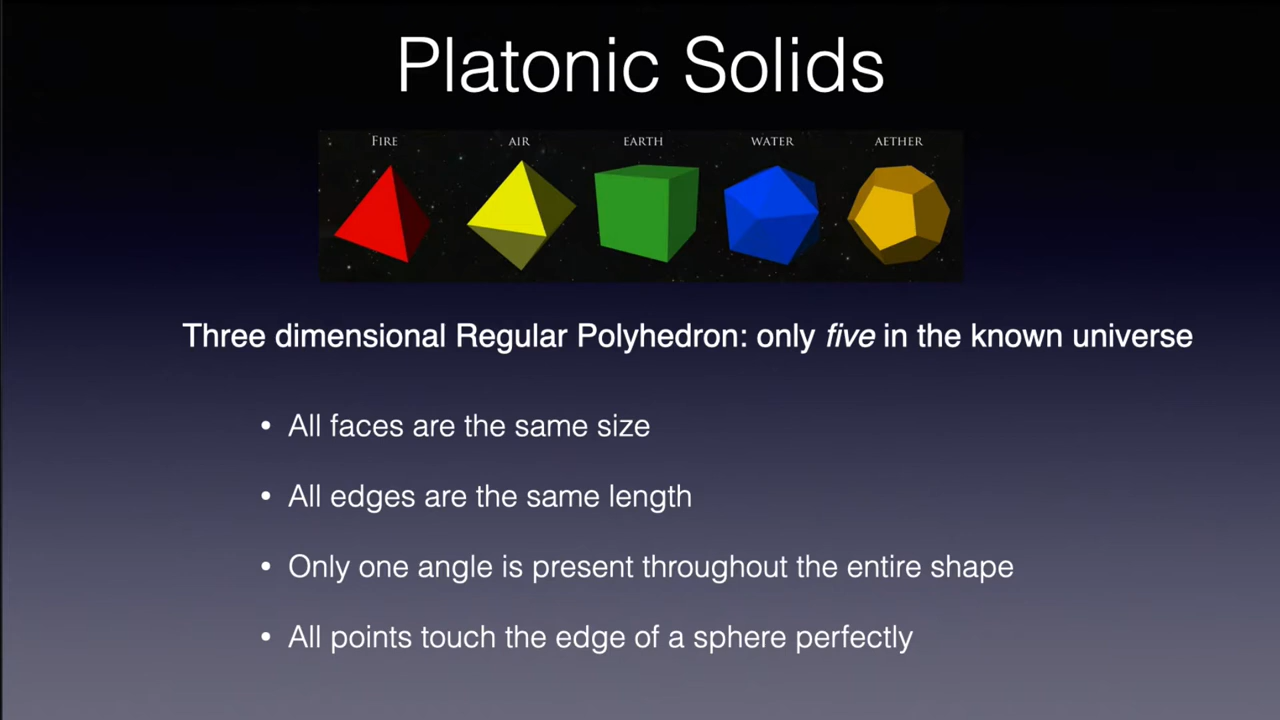 Platonic Solids
FIRE AIR EARTH WATER AETHER
Three dimensional Regular Polyhedron: only five in the known universe
• All faces are the same size
• All edges are the same length
• Only one angle is present throughout the entire shape
• All points touch the edge of a sphere perfectly